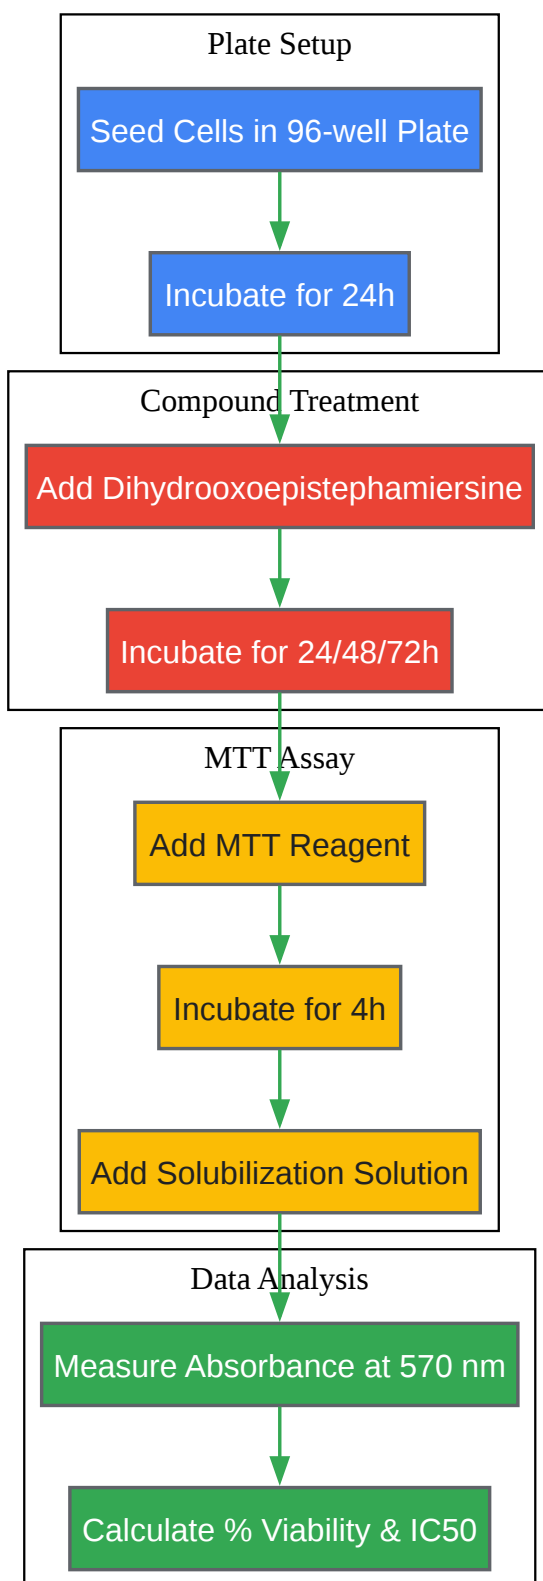 Plate Setup
Seed Cells in 96-well Plate
Incubate for 24h
Compound Treatment
Add Dihydrooxoepistephamiersine
Incubate for 24/48/72h
MTT Assay
Add MTT Reagent
Incubate for 4h
Add Solubilization Solution
Data Analysis
Measure Absorbance at 570 nm
Calculate % Viability & IC50